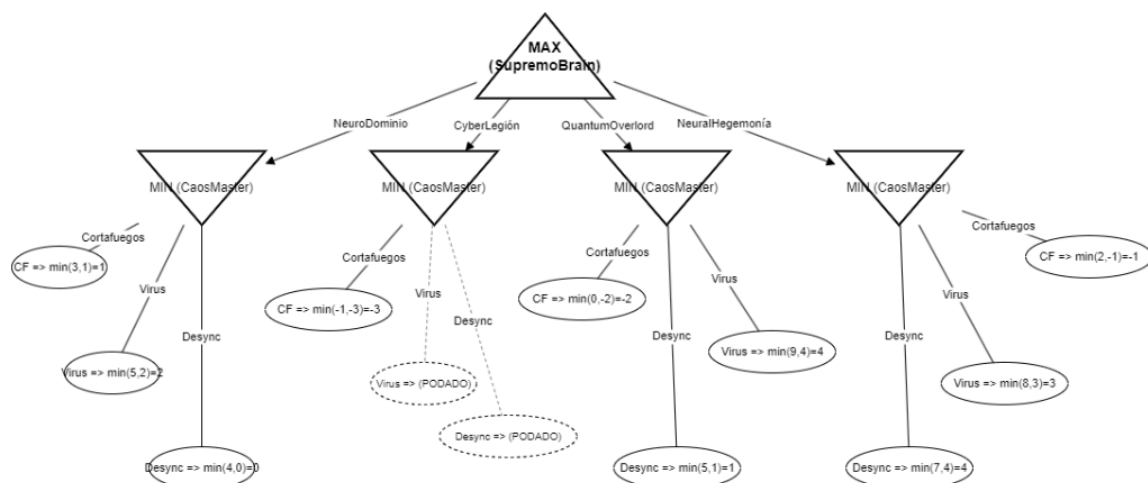 MAX
(SupremoBrain)
NeuroDominio
CyberLegión
QuantumOverlord
NeuralHegemonía
MIN (CaosMaster)
MIN (CaosMaster)
MIN (CaosMaster)
MIN (CaosMaster)
Cortafuegos
CF => min(3,1)=1
Virus
Virus => min(5,2)=2
Desync
Desync => min(4,0)=0
Cortafuegos
CF => min(-1,-3)=-3
Virus
Virus => (PODADO)
Desync
Desync => (PODADO)
Cortafuegos
CF => min(0,-2)=-2
Virus
Virus => min(9,4)=4
Desync
Desync => min(5,1)=1
Cortafuegos
CF => min(2,-1)=-1
Virus
Virus => min(8,3)=3
Desync
Desync => min(7,4)=4